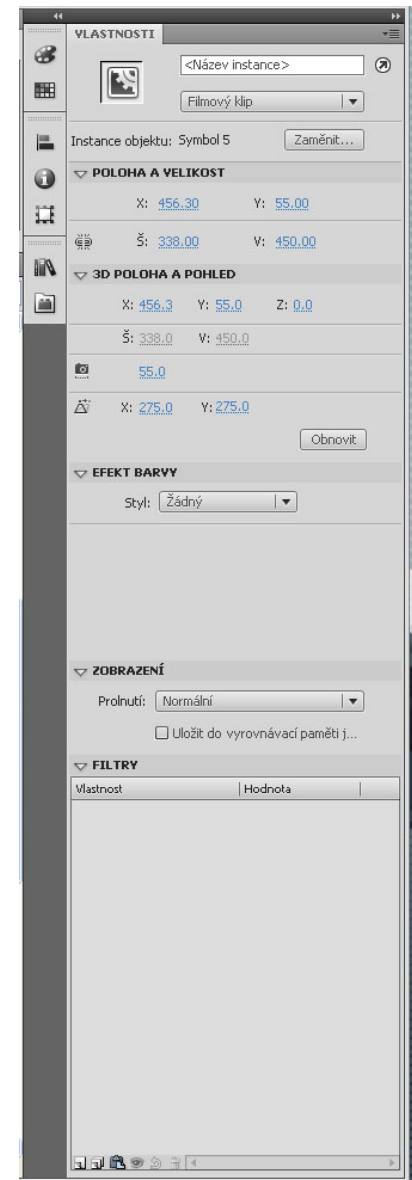 VLASTNOSTI
<Název instance>
Filmový klip
Instance objektu: Symbol 5 Zaměnit...
POLOHA A VELIKOST
X: 456.30 Y: 55.00
Š: 338.00 V: 450.00
3D POLOHA A POHLED
X: 456.3 Y: 55.0 Z: 0.0
Š: 338.0 V: 450.0
55.0
X: 275.0 Y: 275.0
Obnovit
EFEKT BARVY
Styl: Žádný
ZOBRAZENÍ
Prolnutí: Normální
Uložit do vyrovnávací paměti j...
FILTRY
Vlastnost Hodnota